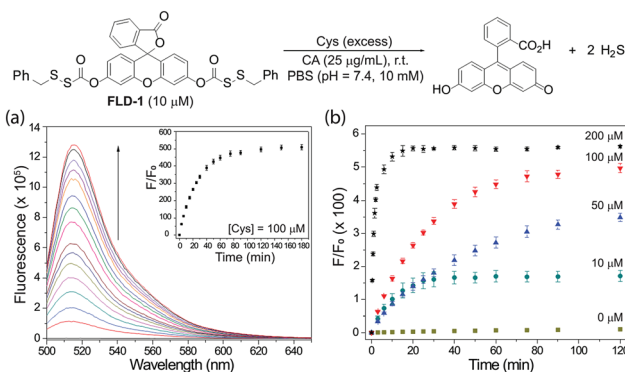 Cys (excess)
CA (25 µg/mL), r.t.
PBS (pH = 7.4, 10 mM)
O
O
Ph S S O O O S S Ph
O O
FLD-1 (10 µM)
CO₂H
HO O O
+ 2 H₂S
(a)
Fluorescence (x 10⁵)
14
12
10
8
6
4
2
0
500 520 540 560 580 600 620 640
Wavelength (nm)
F/F₀
500
400
300
200
100
0
0 20 40 60 80 100 120 140 160 180
Time (min)
[Cys] = 100 µM
(b)
F/F₀ (x 100)
6
5
4
3
2
1
0
0 20 40 60 80 100 120
Time (min)
200 µM
100 µM
50 µM
10 µM
0 µM